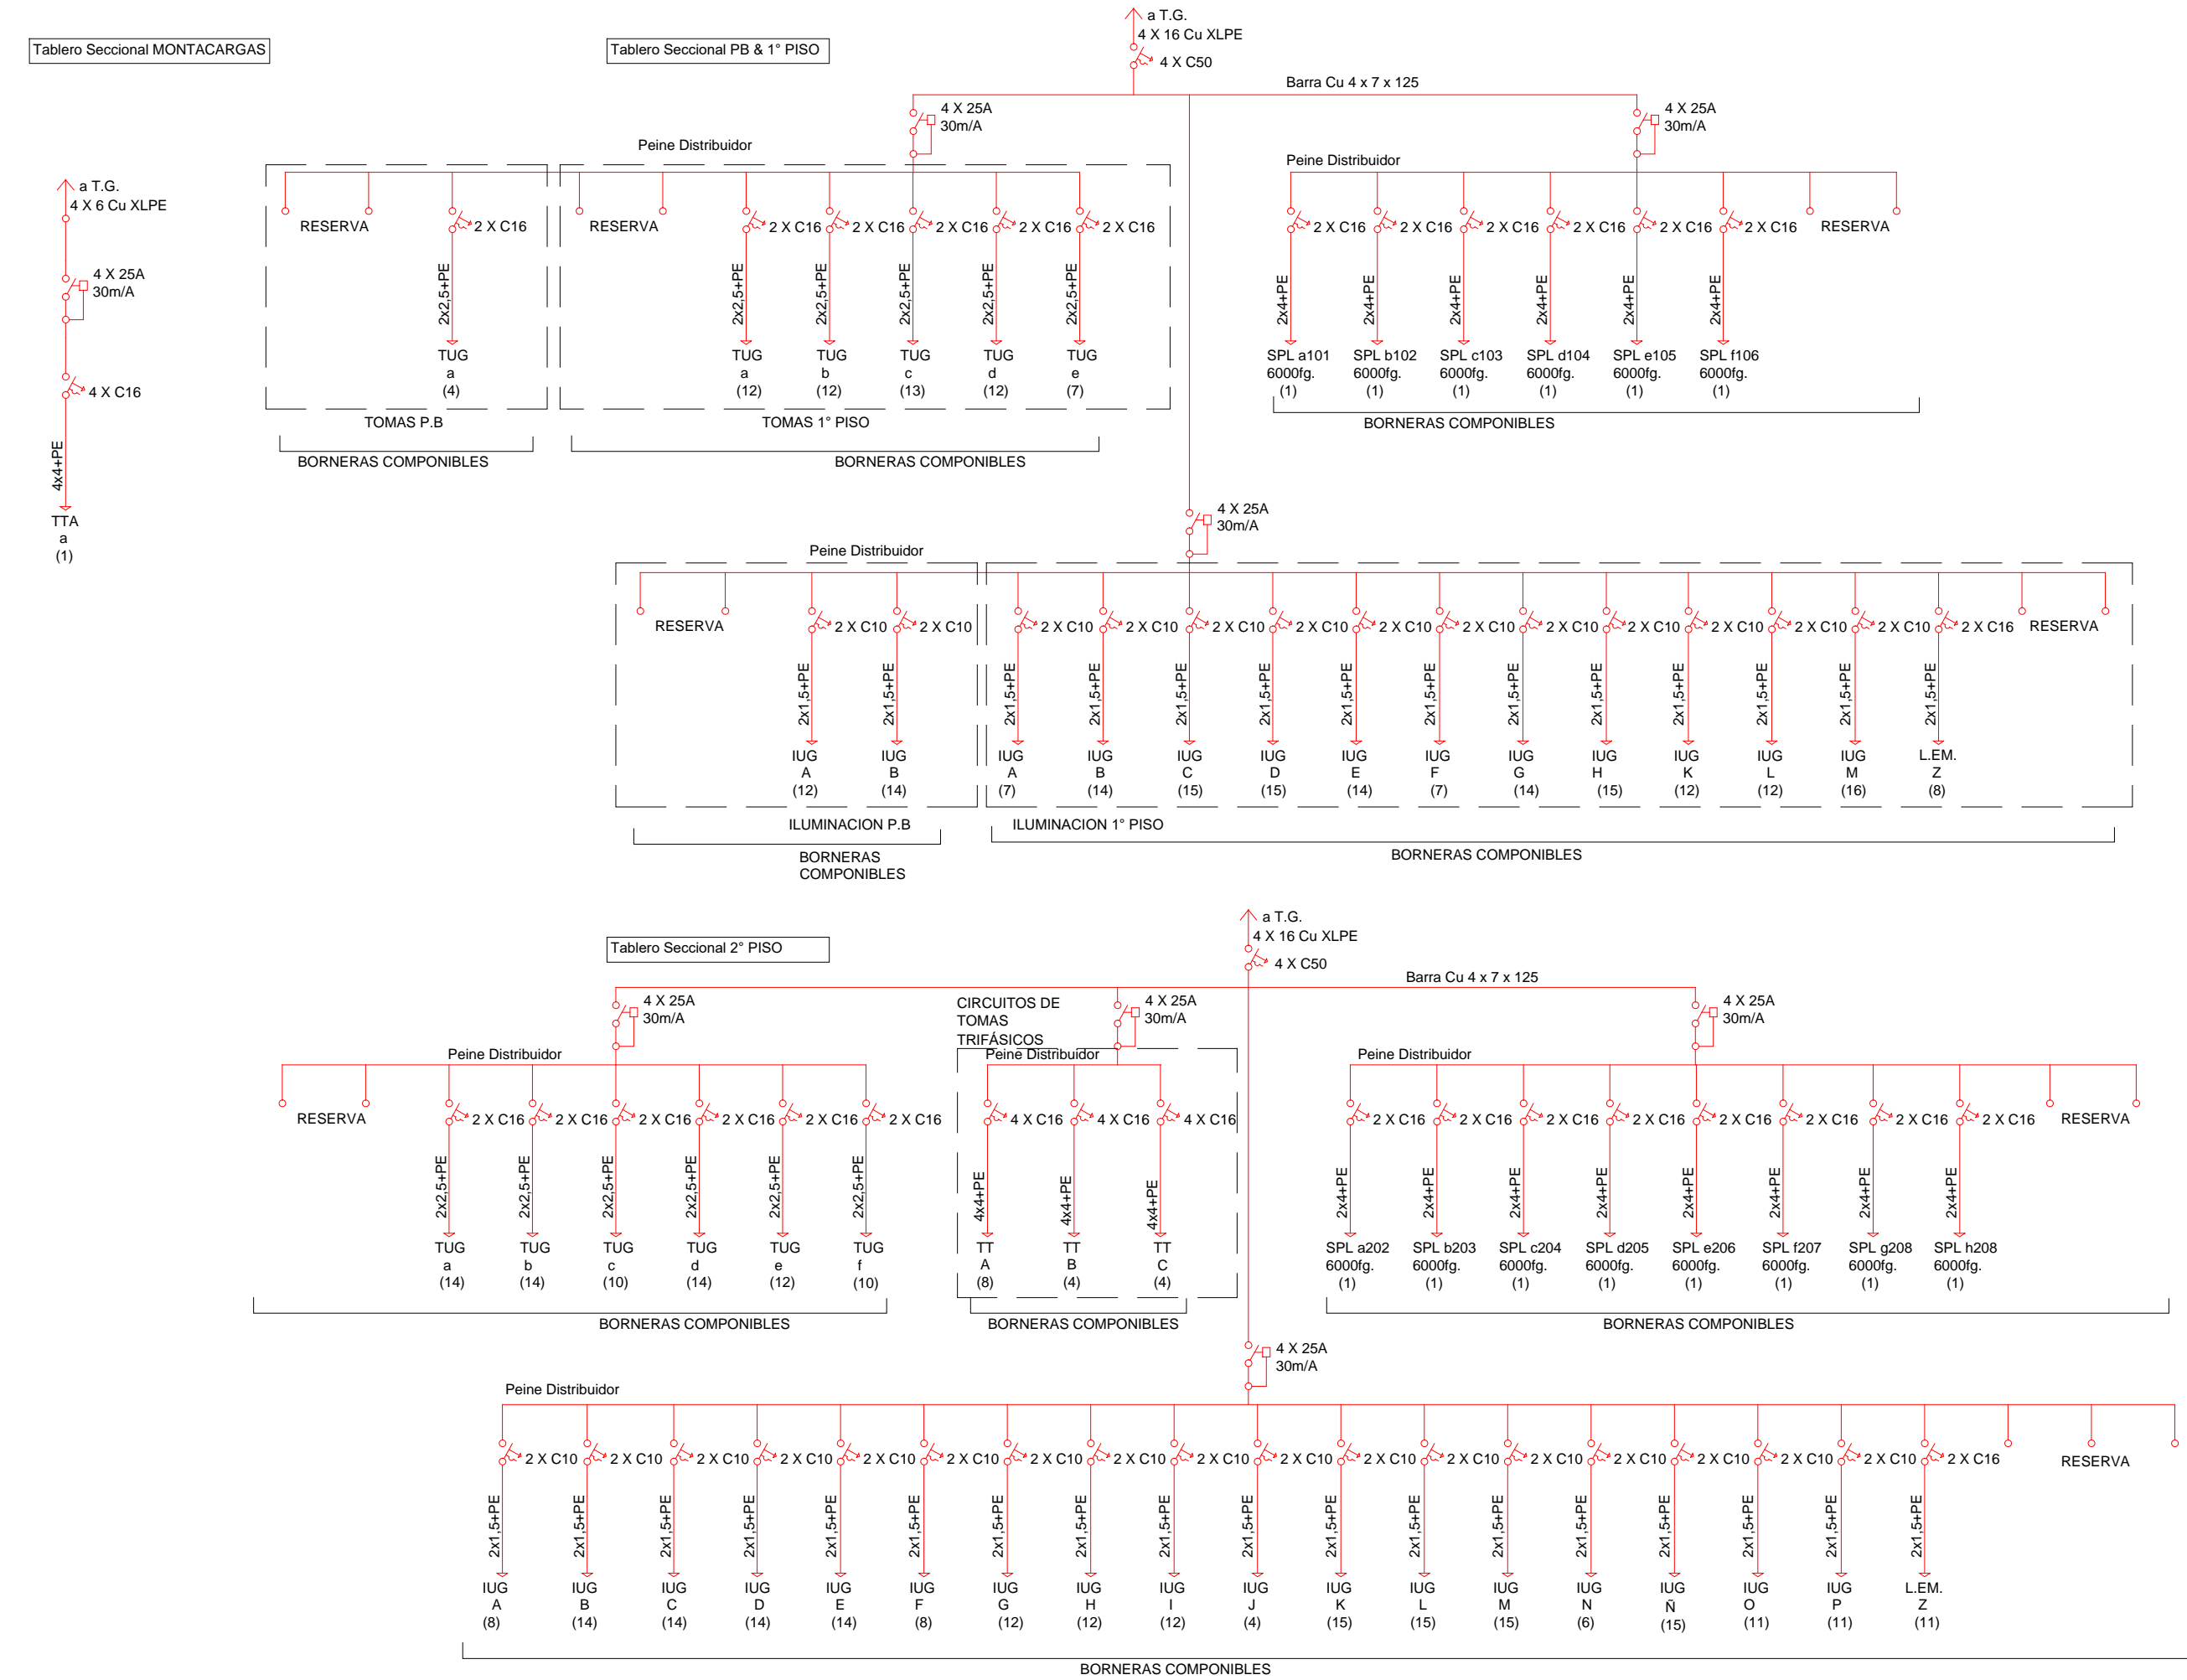 Tablero Seccional MONTACARGAS
a T.G.
4 X 6 Cu XLPE
4 X 25A
30m/A
4 X C16
4x4+PE
TTA
a
(1)
Tablero Seccional PB & 1° PISO
a T.G.
4 X 16 Cu XLPE
4 X C50
Barra Cu 4 x 7 x 125
4 X 25A
30m/A
4 X 25A
30m/A
Peine Distribuidor
RESERVA
2 X C16
RESERVA
2 X C16 2 X C16 2 X C16 2 X C16 2 X C16
2x2,5+PE
2x2,5+PE 2x2,5+PE 2x2,5+PE 2x2,5+PE 2x2,5+PE
TUG
a
(4)
TUG
a
(12)
TUG
b
(12)
TUG
c
(13)
TUG
d
(12)
TUG
e
(7)
TOMAS P.B
TOMAS 1° PISO
BORNERAS COMPONIBLES
BORNERAS COMPONIBLES
Peine Distribuidor
2 X C16 2 X C16 2 X C16 2 X C16 2 X C16 2 X C16 RESERVA
2x4+PE 2x4+PE 2x4+PE 2x4+PE 2x4+PE 2x4+PE
SPL a101
6000fg.
(1)
SPL b102
6000fg.
(1)
SPL c103
6000fg.
(1)
SPL d104
6000fg.
(1)
SPL e105
6000fg.
(1)
SPL f106
6000fg.
(1)
BORNERAS COMPONIBLES
4 X 25A
30m/A
Peine Distribuidor
RESERVA
2 X C10 2 X C10
2 X C10 2 X C10 2 X C10 2 X C10 2 X C10 2 X C10 2 X C10 2 X C10 2 X C10 2 X C10 2 X C10 2 X C16 RESERVA
2x1,5+PE 2x1,5+PE
2x1,5+PE 2x1,5+PE 2x1,5+PE 2x1,5+PE 2x1,5+PE 2x1,5+PE 2x1,5+PE 2x1,5+PE 2x1,5+PE 2x1,5+PE 2x1,5+PE 2x1,5+PE
IUG
A
(12)
IUG
B
(14)
IUG
A
(7)
IUG
B
(14)
IUG
C
(15)
IUG
D
(15)
IUG
E
(14)
IUG
F
(7)
IUG
G
(14)
IUG
H
(15)
IUG
K
(12)
IUG
L
(12)
IUG
M
(16)
L.EM.
Z
(8)
ILUMINACION P.B
ILUMINACION 1° PISO
BORNERAS
COMPONIBLES
BORNERAS COMPONIBLES
Tablero Seccional 2° PISO
a T.G.
4 X 16 Cu XLPE
4 X C50
Barra Cu 4 x 7 x 125
4 X 25A
30m/A
CIRCUITOS DE
TOMAS
TRIFÁSICOS
4 X 25A
30m/A
4 X 25A
30m/A
Peine Distribuidor
RESERVA
2 X C16 2 X C16 2 X C16 2 X C16 2 X C16 2 X C16
2x2,5+PE 2x2,5+PE 2x2,5+PE 2x2,5+PE 2x2,5+PE 2x2,5+PE
TUG
a
(14)
TUG
b
(14)
TUG
c
(10)
TUG
d
(14)
TUG
e
(12)
TUG
f
(10)
BORNERAS COMPONIBLES
Peine Distribuidor
4 X C16 4 X C16 4 X C16
4x4+PE 4x4+PE 4x4+PE
TT
A
(8)
TT
B
(4)
TT
C
(4)
BORNERAS COMPONIBLES
Peine Distribuidor
2 X C16 2 X C16 2 X C16 2 X C16 2 X C16 2 X C16 2 X C16 2 X C16 RESERVA
2x4+PE 2x4+PE 2x4+PE 2x4+PE 2x4+PE 2x4+PE 2x4+PE 2x4+PE
SPL a202
6000fg.
(1)
SPL b203
6000fg.
(1)
SPL c204
6000fg.
(1)
SPL d205
6000fg.
(1)
SPL e206
6000fg.
(1)
SPL f207
6000fg.
(1)
SPL g208
6000fg.
(1)
SPL h208
6000fg.
(1)
BORNERAS COMPONIBLES
4 X 25A
30m/A
Peine Distribuidor
2 X C10 2 X C10 2 X C10 2 X C10 2 X C10 2 X C10 2 X C10 2 X C10 2 X C10 2 X C10 2 X C10 2 X C10 2 X C10 2 X C10 2 X C10 2 X C10 2 X C10 2 X C16 RESERVA
2x1,5+PE 2x1,5+PE 2x1,5+PE 2x1,5+PE 2x1,5+PE 2x1,5+PE 2x1,5+PE 2x1,5+PE 2x1,5+PE 2x1,5+PE 2x1,5+PE 2x1,5+PE 2x1,5+PE 2x1,5+PE 2x1,5+PE 2x1,5+PE 2x1,5+PE 2x1,5+PE
IUG
A
(8)
IUG
B
(14)
IUG
C
(14)
IUG
D
(14)
IUG
E
(14)
IUG
F
(8)
IUG
G
(12)
IUG
H
(12)
IUG
I
(12)
IUG
J
(4)
IUG
K
(15)
IUG
L
(15)
IUG
M
(15)
IUG
N
(6)
IUG
Ñ
(15)
IUG
O
(11)
IUG
P
(11)
L.EM.
Z
(11)
BORNERAS COMPONIBLES